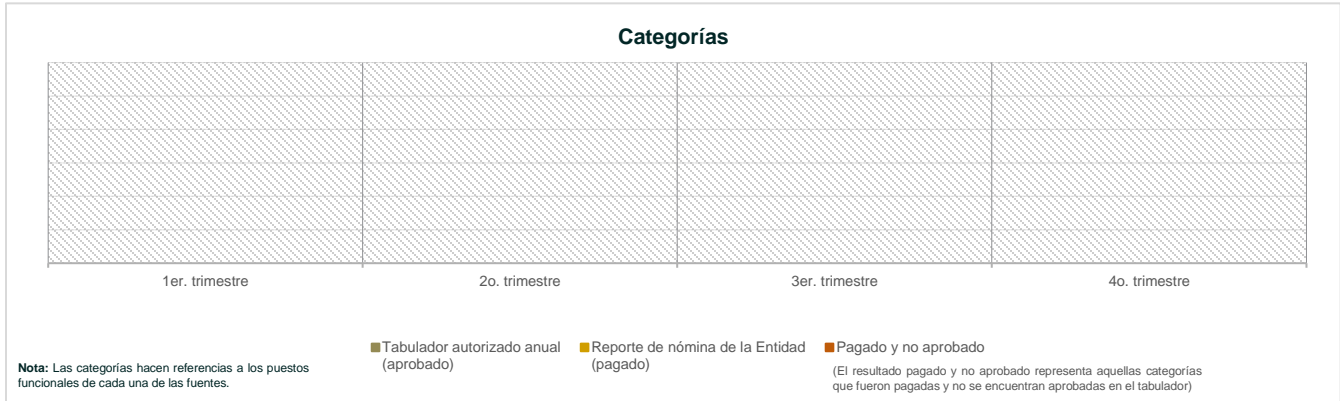 Categorías
1er. trimestre
2o. trimestre
3er. trimestre
4o. trimestre
Tabulador autorizado anual
(aprobado)
Reporte de nómina de la Entidad
(pagado)
Pagado y no aprobado
Nota: Las categorías hacen referencias a los puestos
funcionales de cada una de las fuentes.
(El resultado pagado y no aprobado representa aquellas categorías
que fueron pagadas y no se encuentran aprobadas en el tabulador)